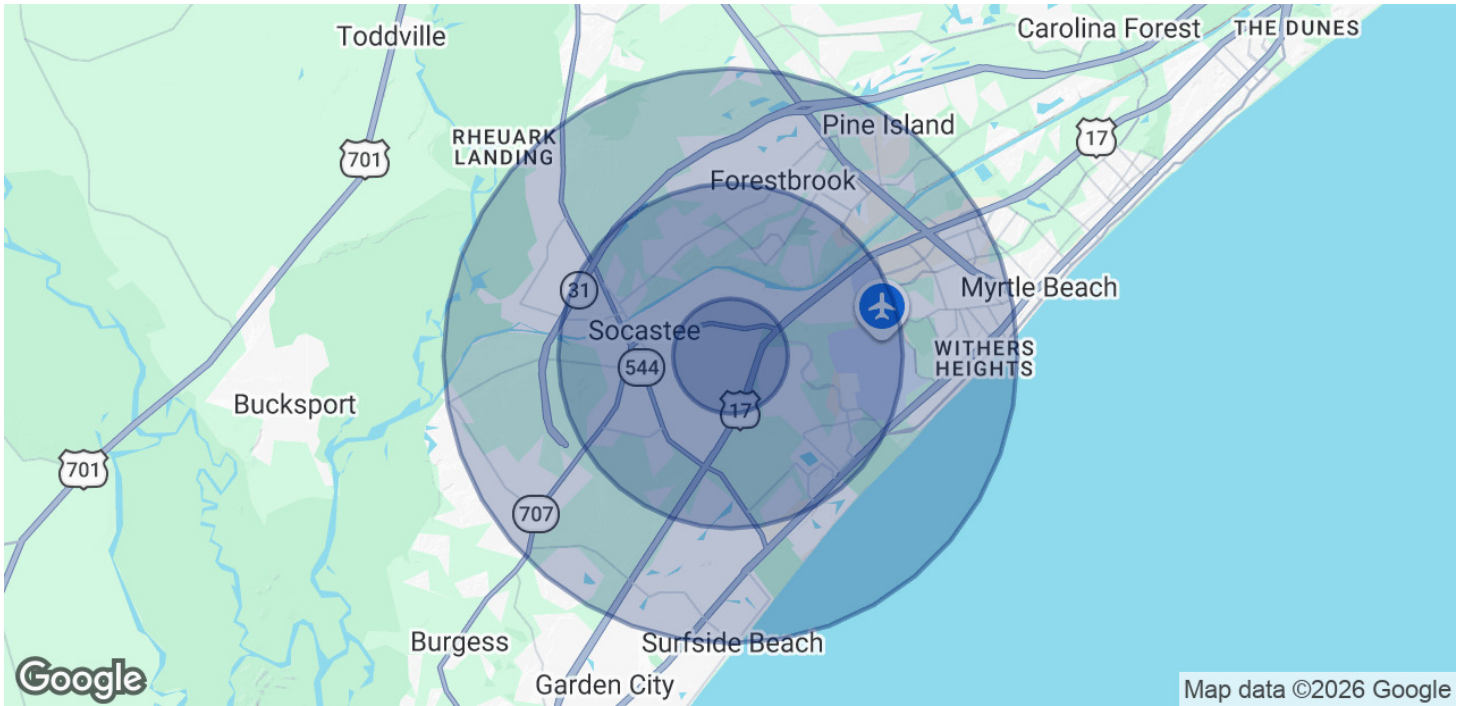 Toddville
Carolina Forest
THE DUNES
Pine Island
17
RHEUARK
LANDING
701
Forestbrook
31
Myrtle Beach
Socastee
WITHERS
HEIGHTS
544
Bucksport
17
701
707
Burgess
Surfside Beach
Garden City
Google
Map data ©2026 Google